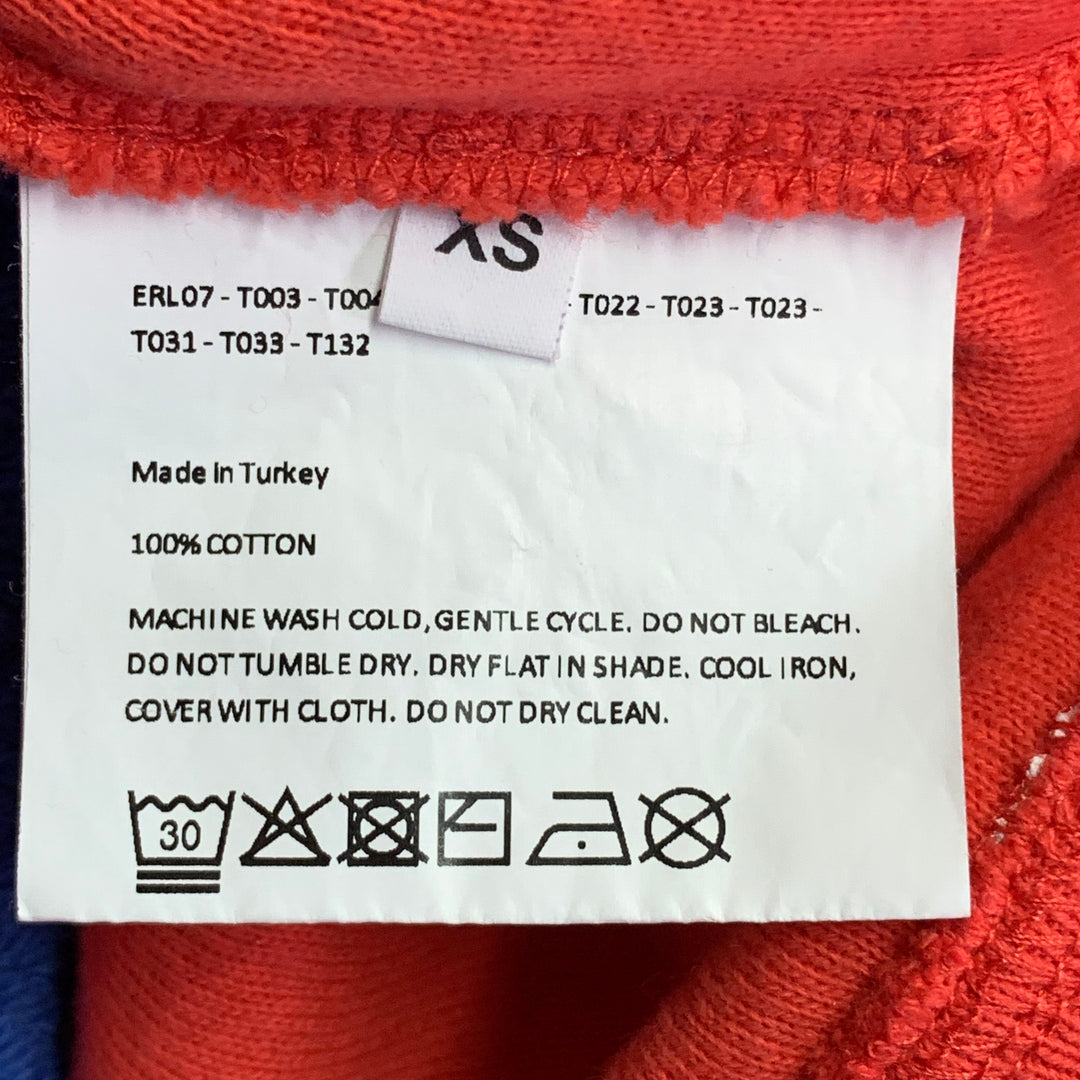 XS
ERL07 - T003 - T004 - T022 - T023 - T023 -
T031 - T033 - T132
Made In Turkey
100% COTTON
MACHINE WASH COLD, GENTLE CYCLE. DO NOT BLEACH.
DO NOT TUMBLE DRY. DRY FLAT IN SHADE. COOL IRON,
COVER WITH CLOTH. DO NOT DRY CLEAN.
30